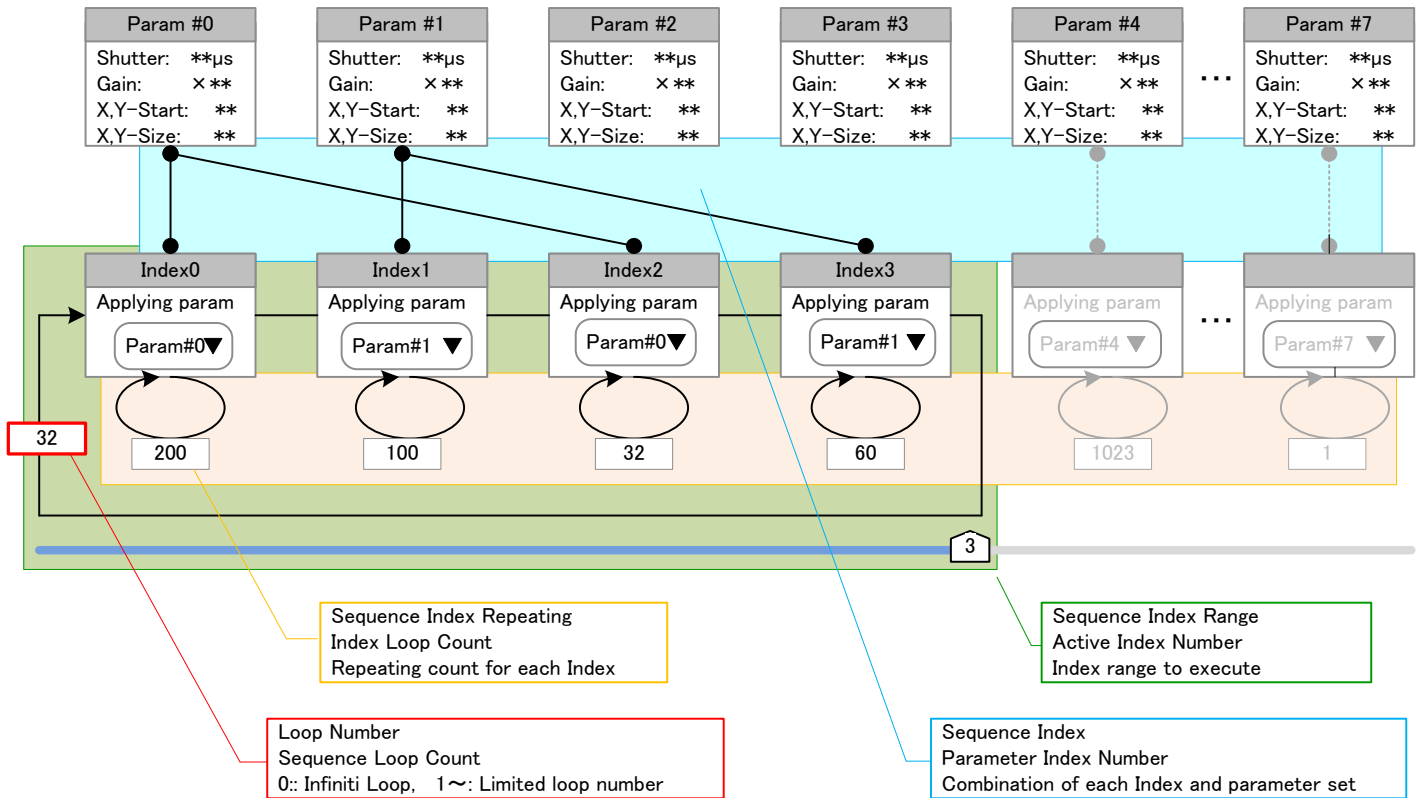 Param #0
Shutter: **μs
Gain: ×**
X,Y-Start: **
X,Y-Size: **
Param #1
Shutter: **μs
Gain: ×**
X,Y-Start: **
X,Y-Size: **
Param #2
Shutter: **μs
Gain: ×**
X,Y-Start: **
X,Y-Size: **
Param #3
Shutter: **μs
Gain: ×**
X,Y-Start: **
X,Y-Size: **
Param #4
Shutter: **μs
Gain: ×**
X,Y-Start: **
X,Y-Size: **
...
Param #7
Shutter: **μs
Gain: ×**
X,Y-Start: **
X,Y-Size: **
Index0
Applying param
Param#0▼
Index1
Applying param
Param#1 ▼
Index2
Applying param
Param#0▼
Index3
Applying param
Param#1 ▼
Applying param
Param#4 ▼
...
Applying param
Param#7 ▼
32
200
100
32
60
1023
1
3
Sequence Index Repeating
Index Loop Count
Repeating count for each Index
Sequence Index Range
Active Index Number
Index range to execute
Loop Number
Sequence Loop Count
0:: Infiniti Loop, 1～: Limited loop number
Sequence Index
Parameter Index Number
Combination of each Index and parameter set